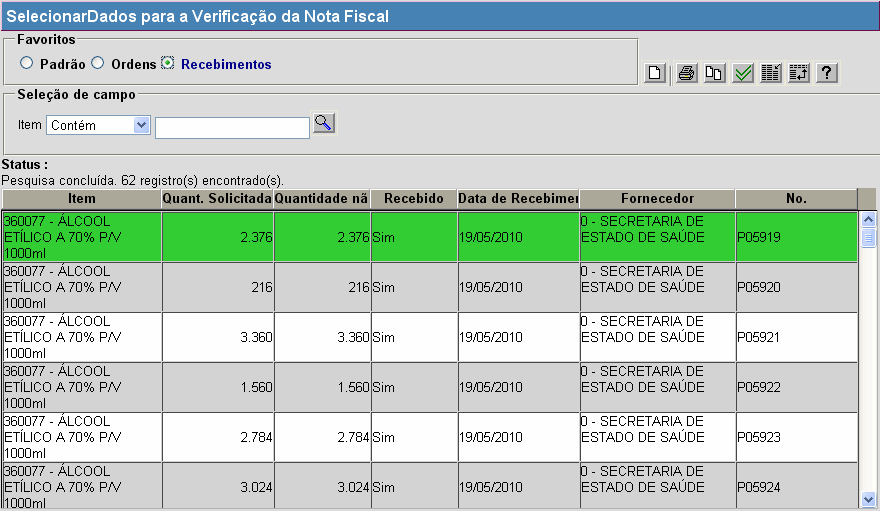 SelecionarDados para a Verificação da Nota Fiscal
Favoritos
Padrão Ordens Recebimentos
Seleção de campo
Item Contém
Status :
Pesquisa concluída. 62 registro(s) encontrado(s).
Item Quant. Solicitada Quantidade nã Recebido Data de Recebimen Fornecedor No.
360077 - ÁLCOOL
ETÍLICO A 70% P/V
1000ml
2.376 2.376 Sim 19/05/2010
0 - SECRETARIA DE
ESTADO DE SAÚDE
P05919
360077 - ÁLCOOL
ETÍLICO A 70% P/V
1000ml
216 216 Sim 19/05/2010
0 - SECRETARIA DE
ESTADO DE SAÚDE
P05920
360077 - ÁLCOOL
ETÍLICO A 70% P/V
1000ml
3.360 3.360 Sim 19/05/2010
0 - SECRETARIA DE
ESTADO DE SAÚDE
P05921
360077 - ÁLCOOL
ETÍLICO A 70% P/V
1000ml
1.560 1.560 Sim 19/05/2010
0 - SECRETARIA DE
ESTADO DE SAÚDE
P05922
360077 - ÁLCOOL
ETÍLICO A 70% P/V
1000ml
2.784 2.784 Sim 19/05/2010
0 - SECRETARIA DE
ESTADO DE SAÚDE
P05923
360077 - ÁLCOOL
ETÍLICO A 70% P/V
1000ml
3.024 3.024 Sim 19/05/2010
0 - SECRETARIA DE
ESTADO DE SAÚDE
P05924